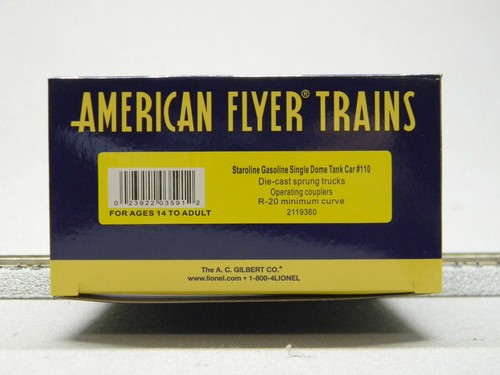 AMERICAN FLYER® TRAINS
Staroline Gasoline Single Dome Tank Car #110
Die-cast sprung trucks
Operating couplers
R-20 minimum curve
2119360
0 23922 03591 2
FOR AGES 14 TO ADULT
The A. C. GILBERT CO.®
www.lionel.com • 1-800-4LIONEL